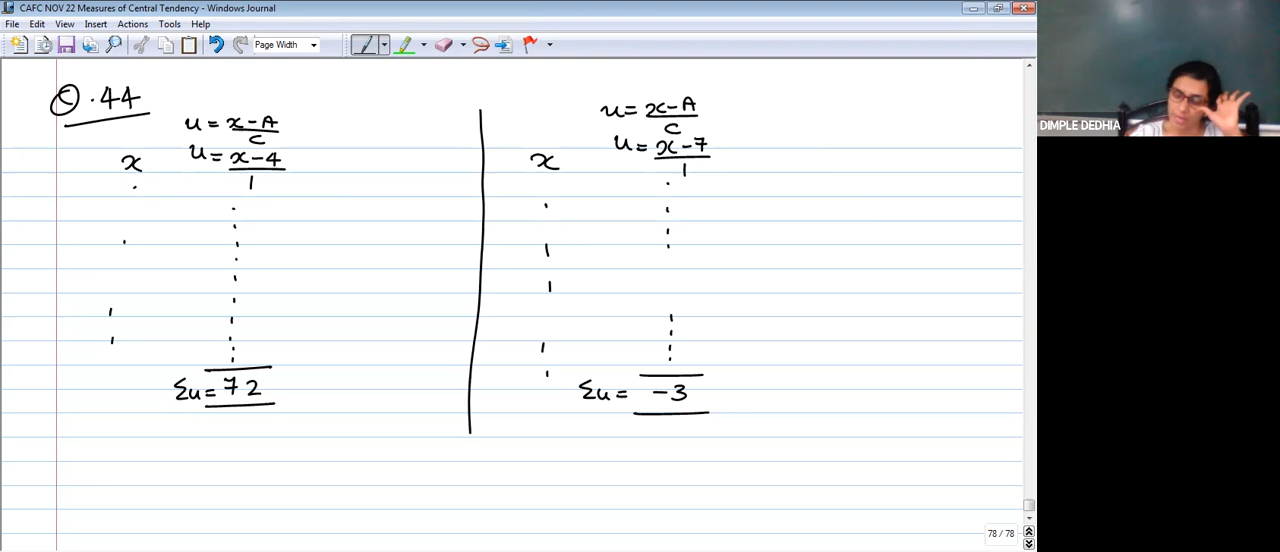 CAFC NOV 22 Measures of Central Tendency - Windows Journal
File Edit View Insert Actions Tools Help
Page Width
Q.44
u = x-A/C
x u = x-4/1
Σu = 72
u = x-A/C
x u = x-7/1
Σu = -3
78 / 78
DIMPLE DEDHIA